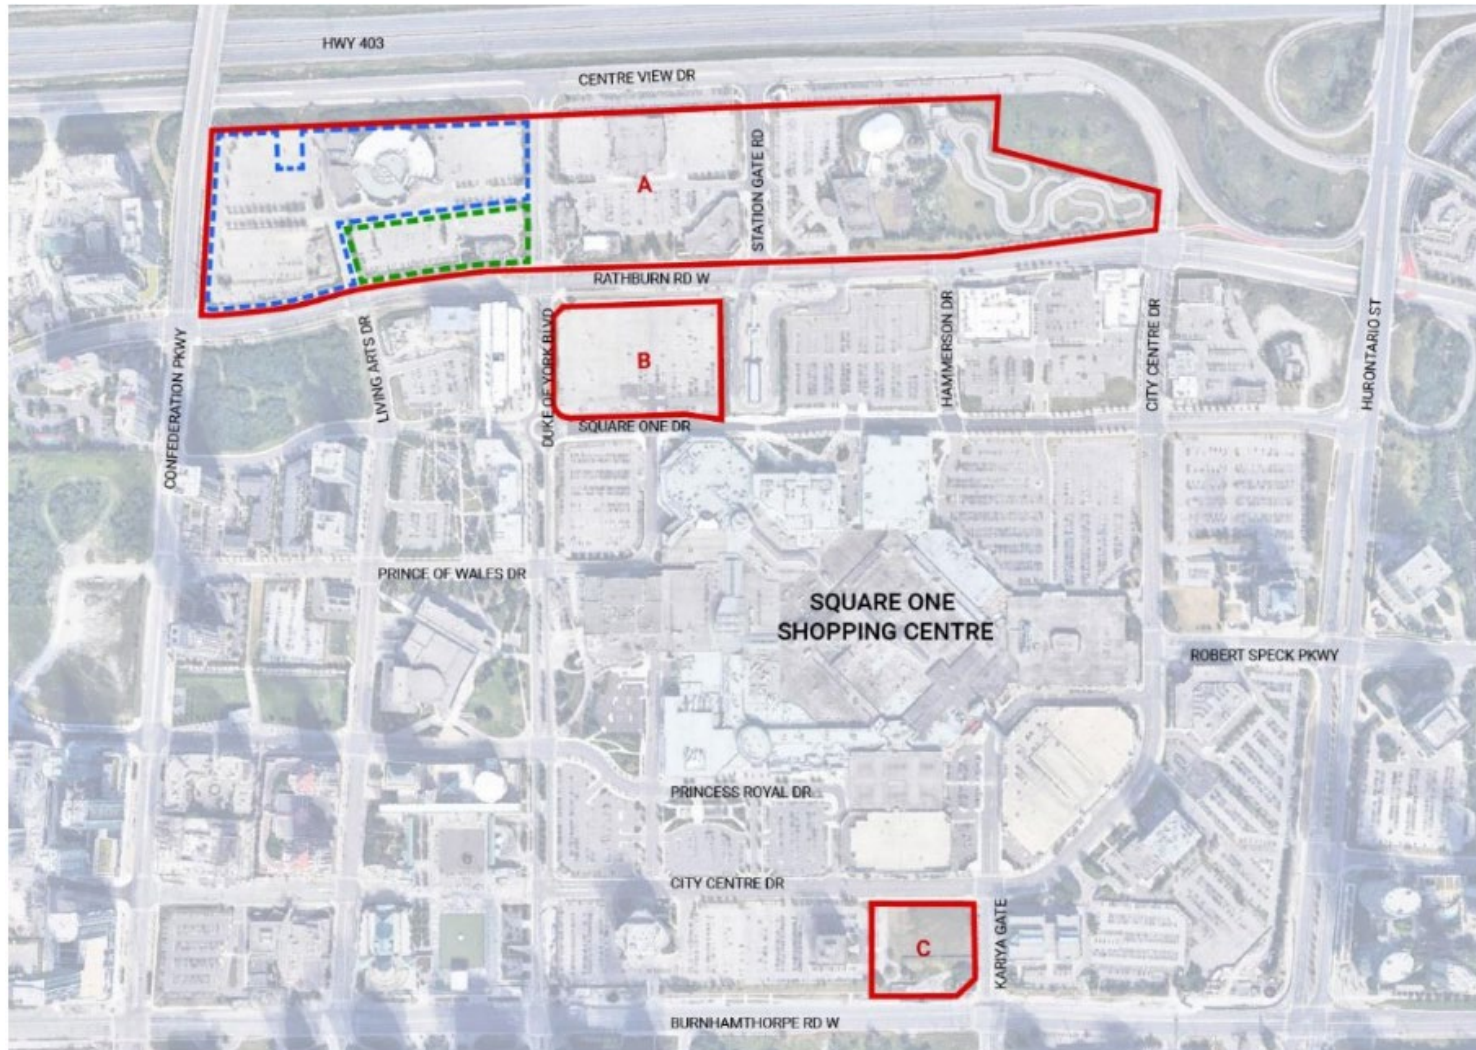 HWY 403
CENTRE VIEW DR
STATION GATE RD
A
RATHBURN RD W
CONFEDERATION PKWY
LIVING ARTS DR
DUKE OF YORK BLVD
B
HAMMERSON DR
CITY CENTRE DR
HURONTARIO ST
SQUARE ONE DR
PRINCE OF WALES DR
SQUARE ONE
SHOPPING CENTRE
ROBERT SPECK PKWY
PRINCESS ROYAL DR
CITY CENTRE DR
C
KARIYA GATE
BURNHAMTHORPE RD W